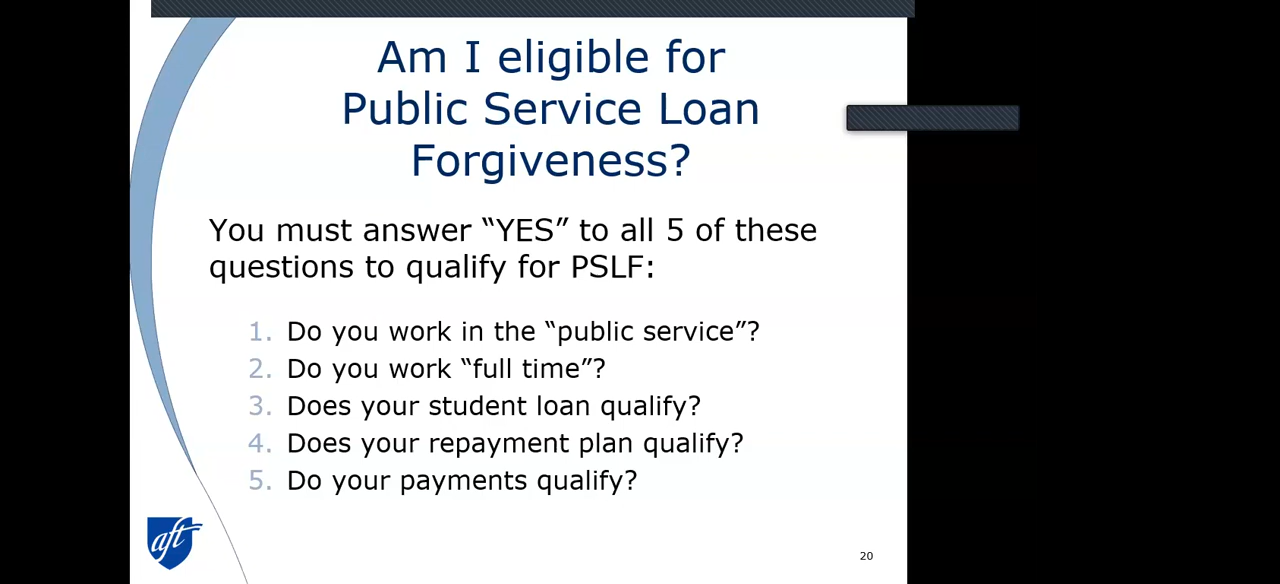 Am I eligible for
Public Service Loan
Forgiveness?
You must answer “YES” to all 5 of these
questions to qualify for PSLF:
1. Do you work in the “public service”?
2. Do you work “full time”?
3. Does your student loan qualify?
4. Does your repayment plan qualify?
5. Do your payments qualify?
aft
20